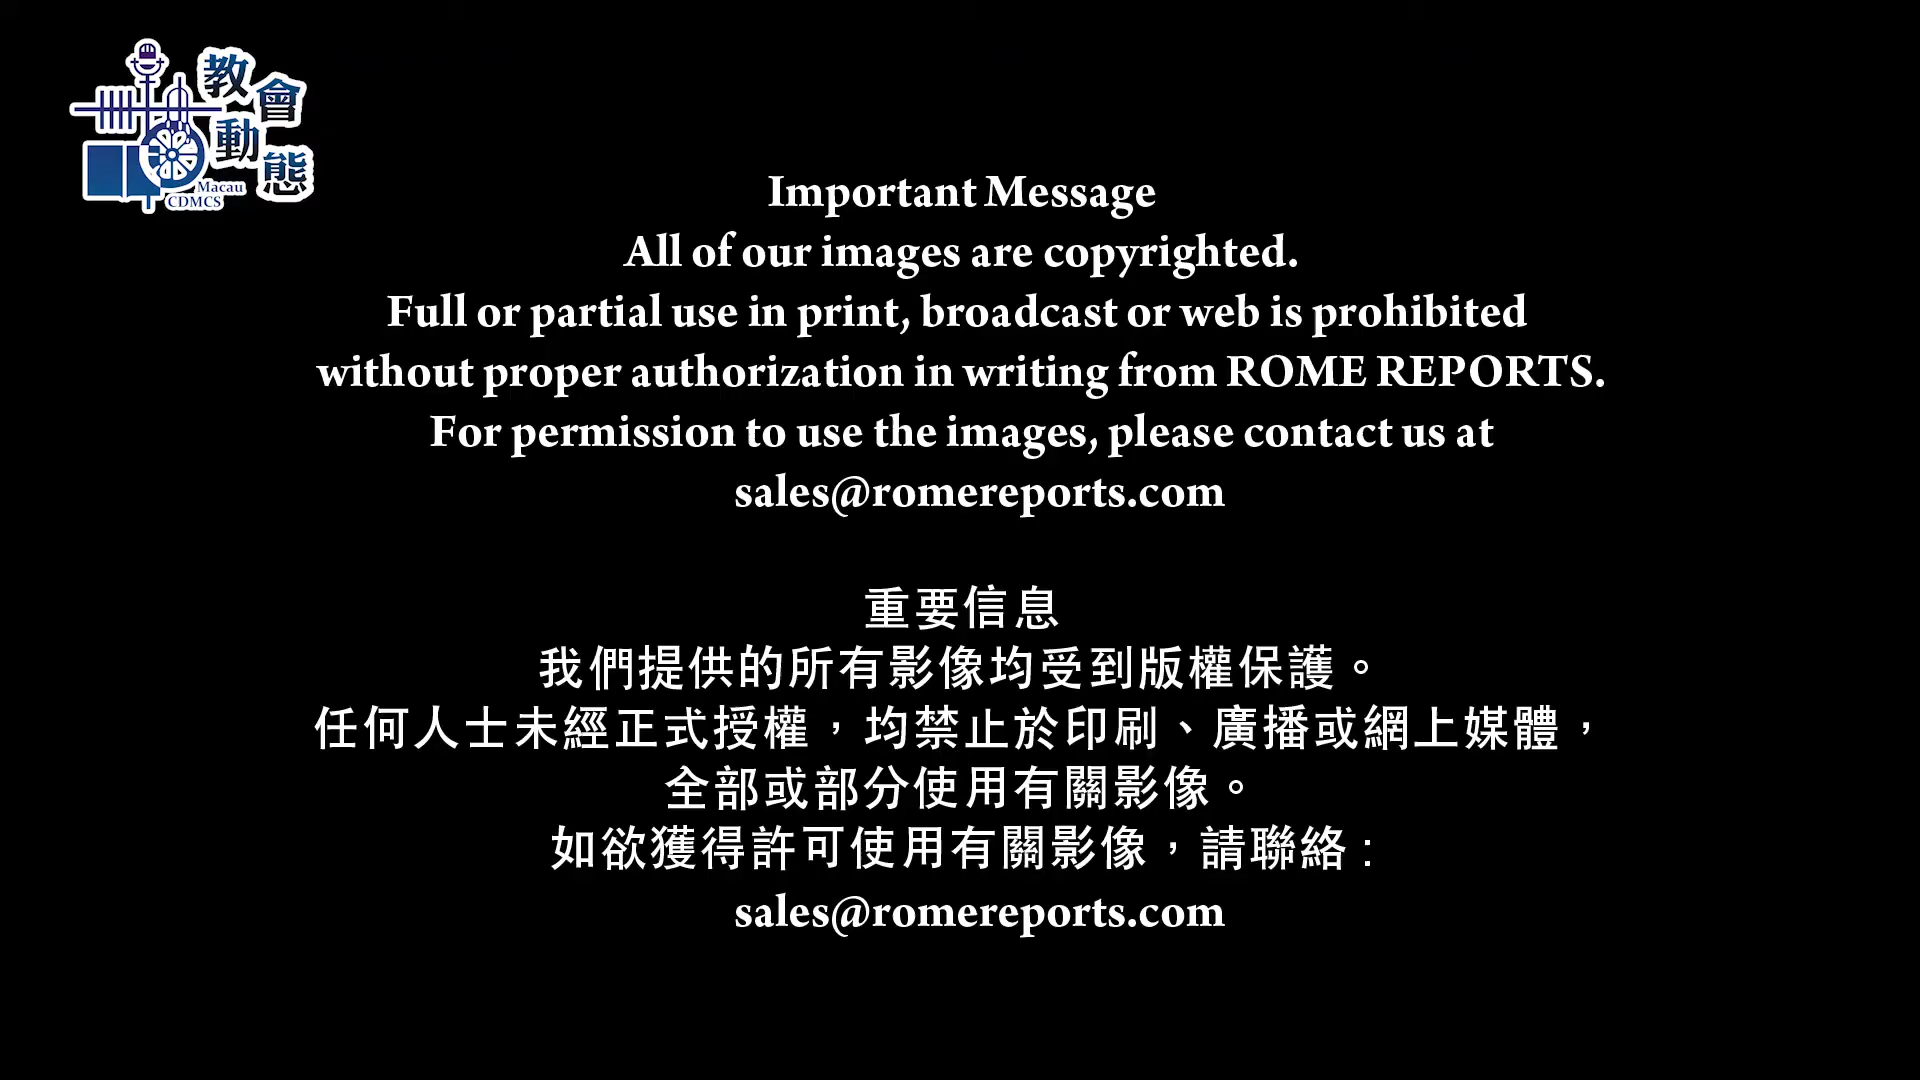 教會動態
Macau
CDMCS
Important Message
All of our images are copyrighted.
Full or partial use in print, broadcast or web is prohibited
without proper authorization in writing from ROME REPORTS.
For permission to use the images, please contact us at
sales@romereports.com
重要信息
我們提供的所有影像均受到版權保護。
任何人士未經正式授權，均禁止於印刷、廣播或網上媒體，
全部或部分使用有關影像。
如欲獲得許可使用有關影像，請聯絡 :
sales@romereports.com